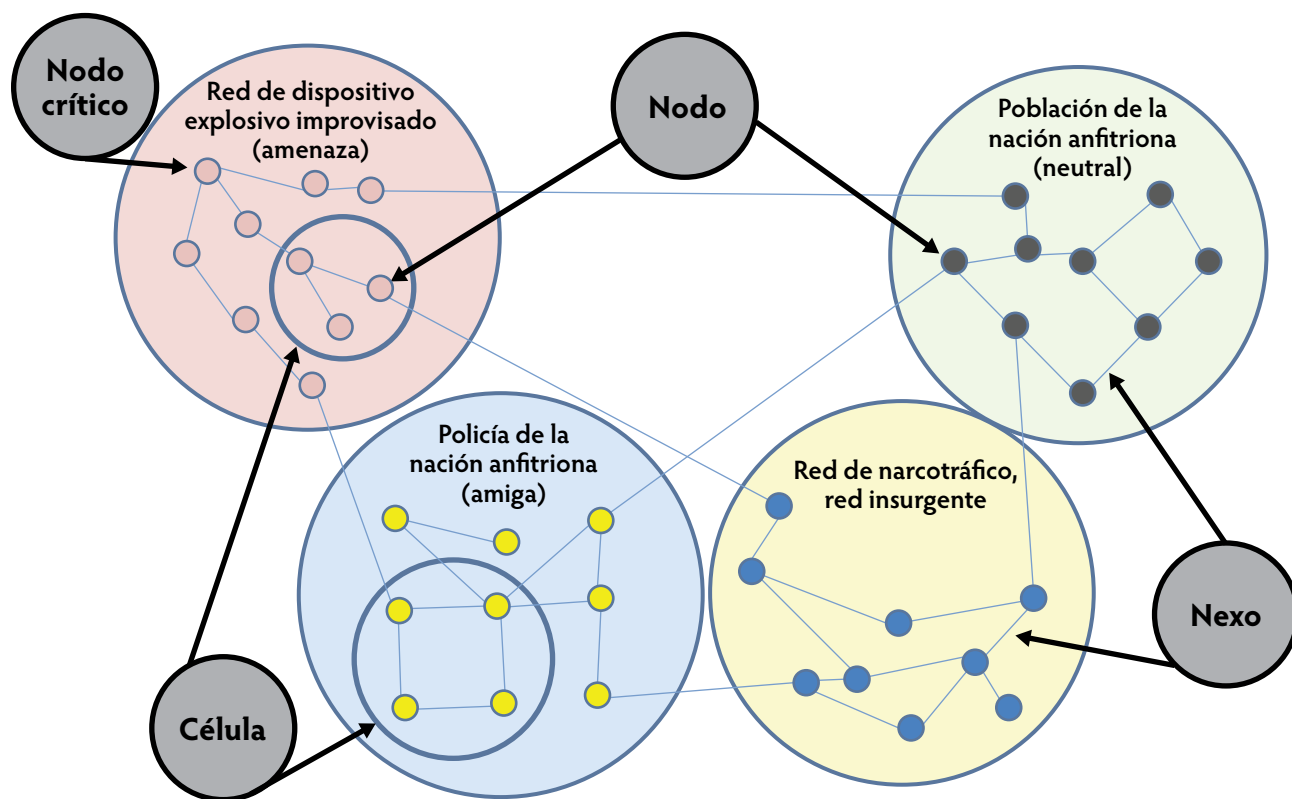 Nodo
crítico
Red de dispositivo
explosivo improvisado
(amenaza)
Nodo
Población de la
nación anfitriona
(neutral)
Policía de la
nación anfitriona
(amiga)
Red de narcotráfico,
red insurgente
Célula
Nexo